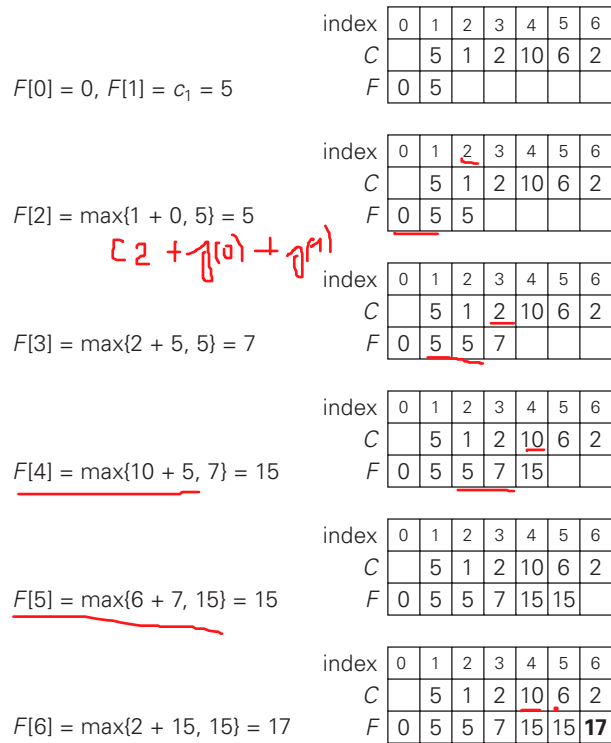 index 0 1 2 3 4 5 6
C 5 1 2 10 6 2
F[0] = 0, F[1] = c₁ = 5 F 0 5
index 0 1 2 3 4 5 6
C 5 1 2 10 6 2
F[2] = max{1 + 0, 5} = 5 F 0 5 5
C2 + f(0) + f(1)
index 0 1 2 3 4 5 6
C 5 1 2 10 6 2
F[3] = max{2 + 5, 5} = 7 F 0 5 5 7
index 0 1 2 3 4 5 6
C 5 1 2 10 6 2
F[4] = max{10 + 5, 7} = 15 F 0 5 5 7 15
index 0 1 2 3 4 5 6
C 5 1 2 10 6 2
F[5] = max{6 + 7, 15} = 15 F 0 5 5 7 15 15
index 0 1 2 3 4 5 6
C 5 1 2 10 6 2
F[6] = max{2 + 15, 15} = 17 F 0 5 5 7 15 15 17